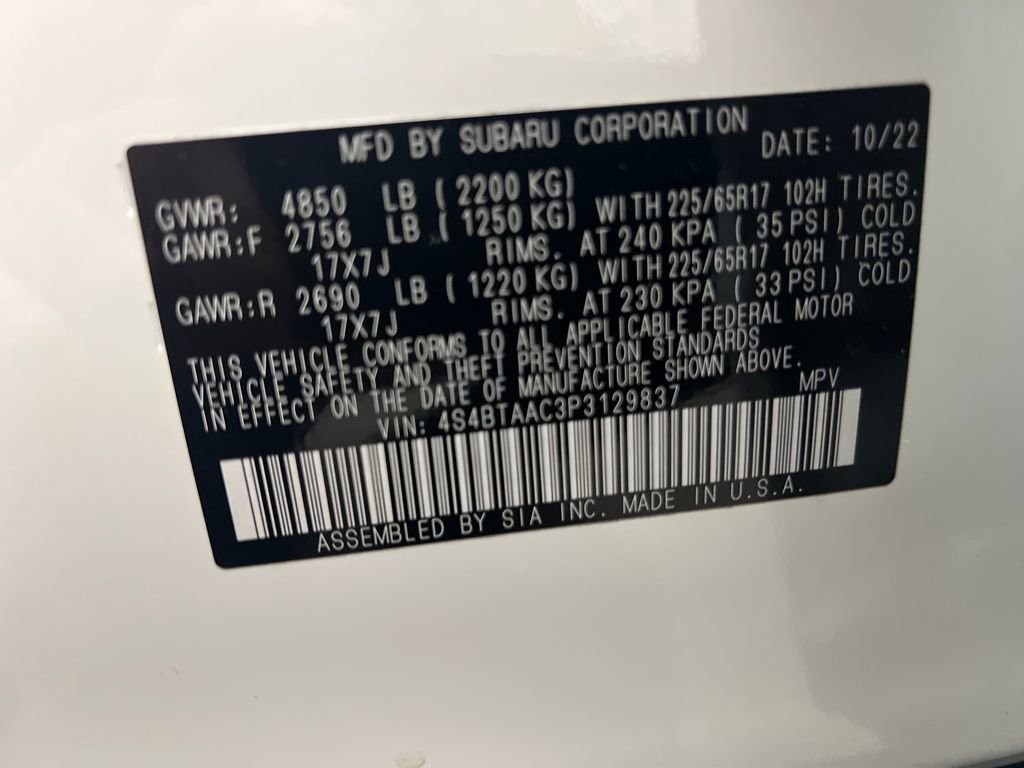 MFD BY SUBARU CORPORATION DATE: 10/22
GVWR: 4850 LB ( 2200 KG)
GAWR:F 2756 LB ( 1250 KG) WITH 225/65R17 102H TIRES.
17X7J RIMS. AT 240 KPA ( 35 PSI) COLD
GAWR:R 2690 LB ( 1220 KG) WITH 225/65R17 102H TIRES.
17X7J RIMS. AT 230 KPA ( 33 PSI) COLD
THIS VEHICLE CONFORMS TO ALL APPLICABLE FEDERAL MOTOR
VEHICLE SAFETY AND THEFT PREVENTION STANDARDS
IN EFFECT ON THE DATE OF MANUFACTURE SHOWN ABOVE.
VIN: 4S4BTAAC3P3129837 MPV
ASSEMBLED BY SIA INC. MADE IN U.S.A.